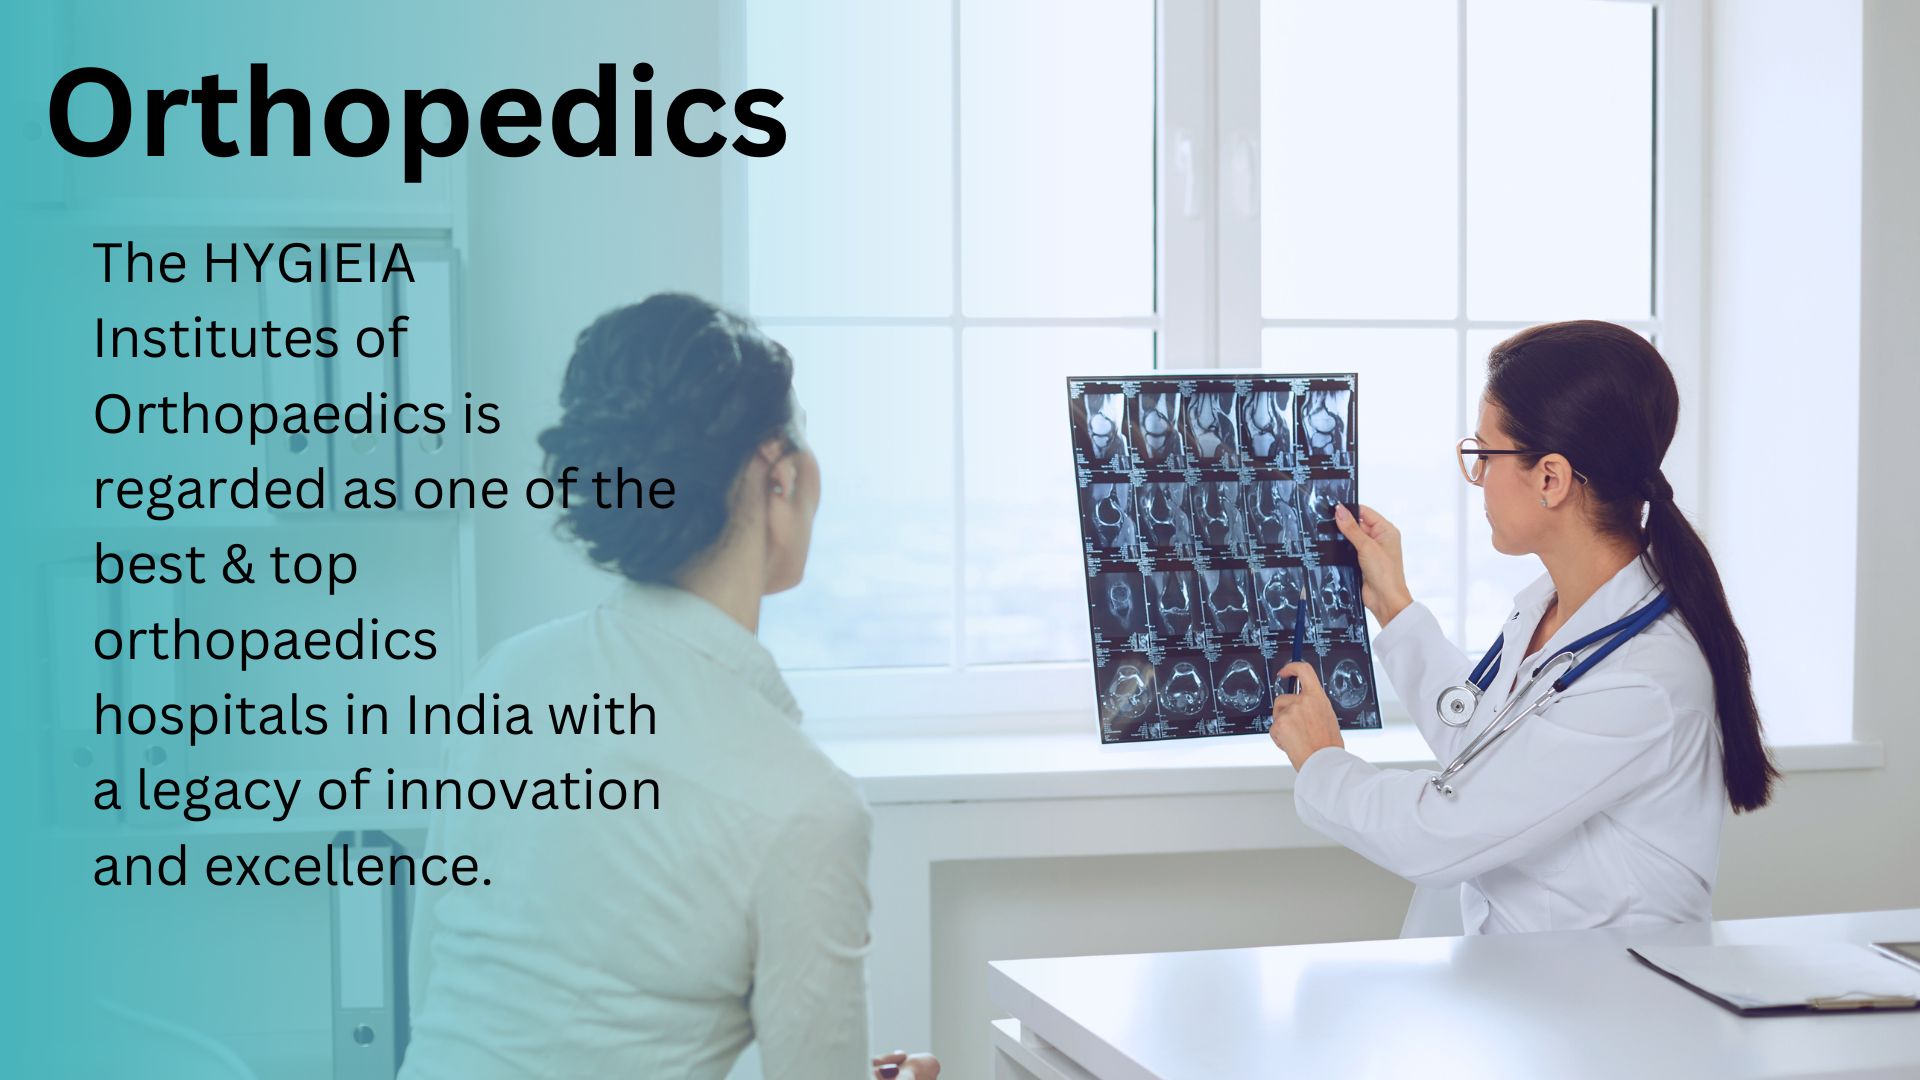 Orthopedics
The HYGIEIA
Institutes of
Orthopaedics is
regarded as one of the
best & top
orthopaedics
hospitals in India with
a legacy of innovation
and excellence.